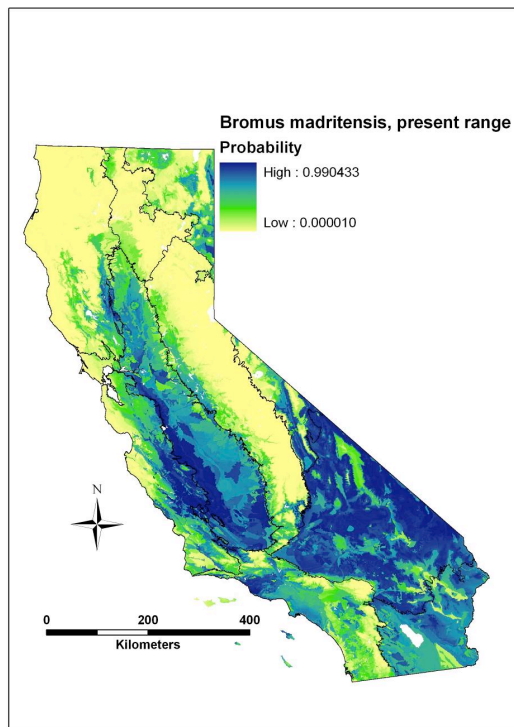 Bromus madritensis, present range
Probability
High : 0.990433
Low : 0.000010
N
0 200 400
Kilometers